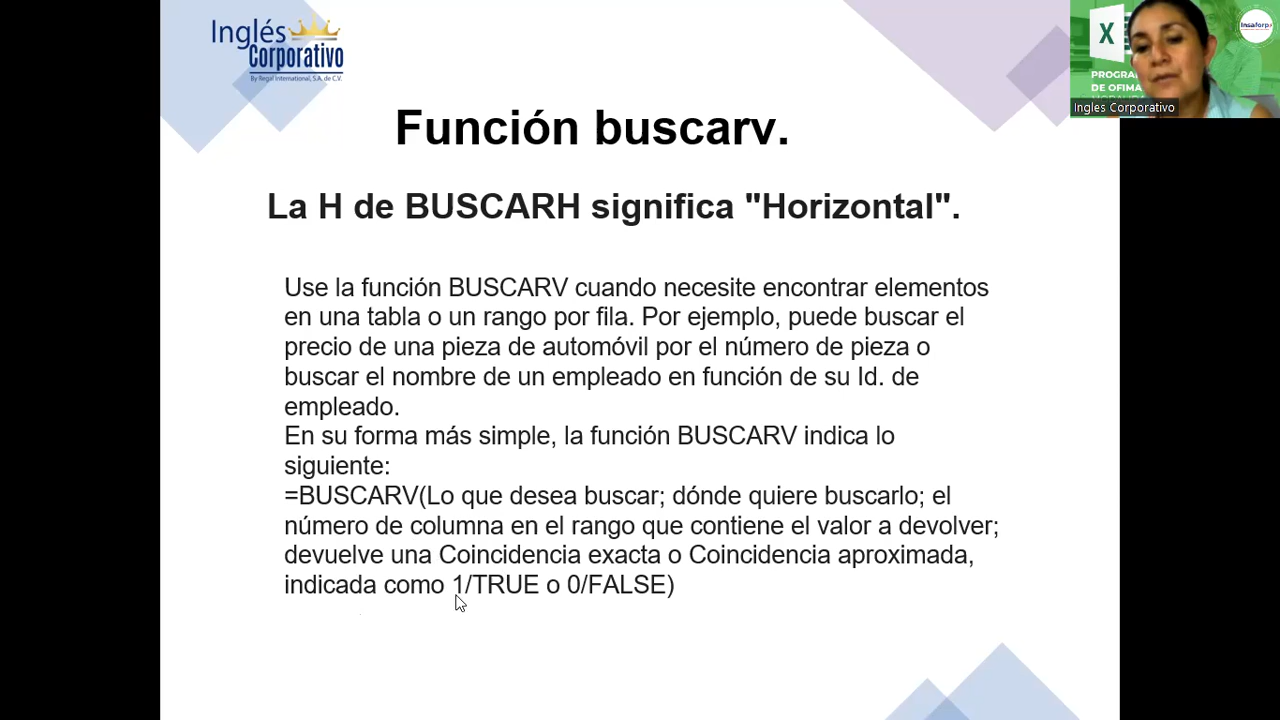 Inglés
Corporativo
By Regal International, S.A. de C.V.
X
PROGRA
DE OFIMA
Insaforp
Ingles Corporativo
Función buscarv.
La H de BUSCARH significa "Horizontal".
Use la función BUSCARV cuando necesite encontrar elementos
en una tabla o un rango por fila. Por ejemplo, puede buscar el
precio de una pieza de automóvil por el número de pieza o
buscar el nombre de un empleado en función de su Id. de
empleado.
En su forma más simple, la función BUSCARV indica lo
siguiente:
=BUSCARV(Lo que desea buscar; dónde quiere buscarlo; el
número de columna en el rango que contiene el valor a devolver;
devuelve una Coincidencia exacta o Coincidencia aproximada,
indicada como 1/TRUE o 0/FALSE)